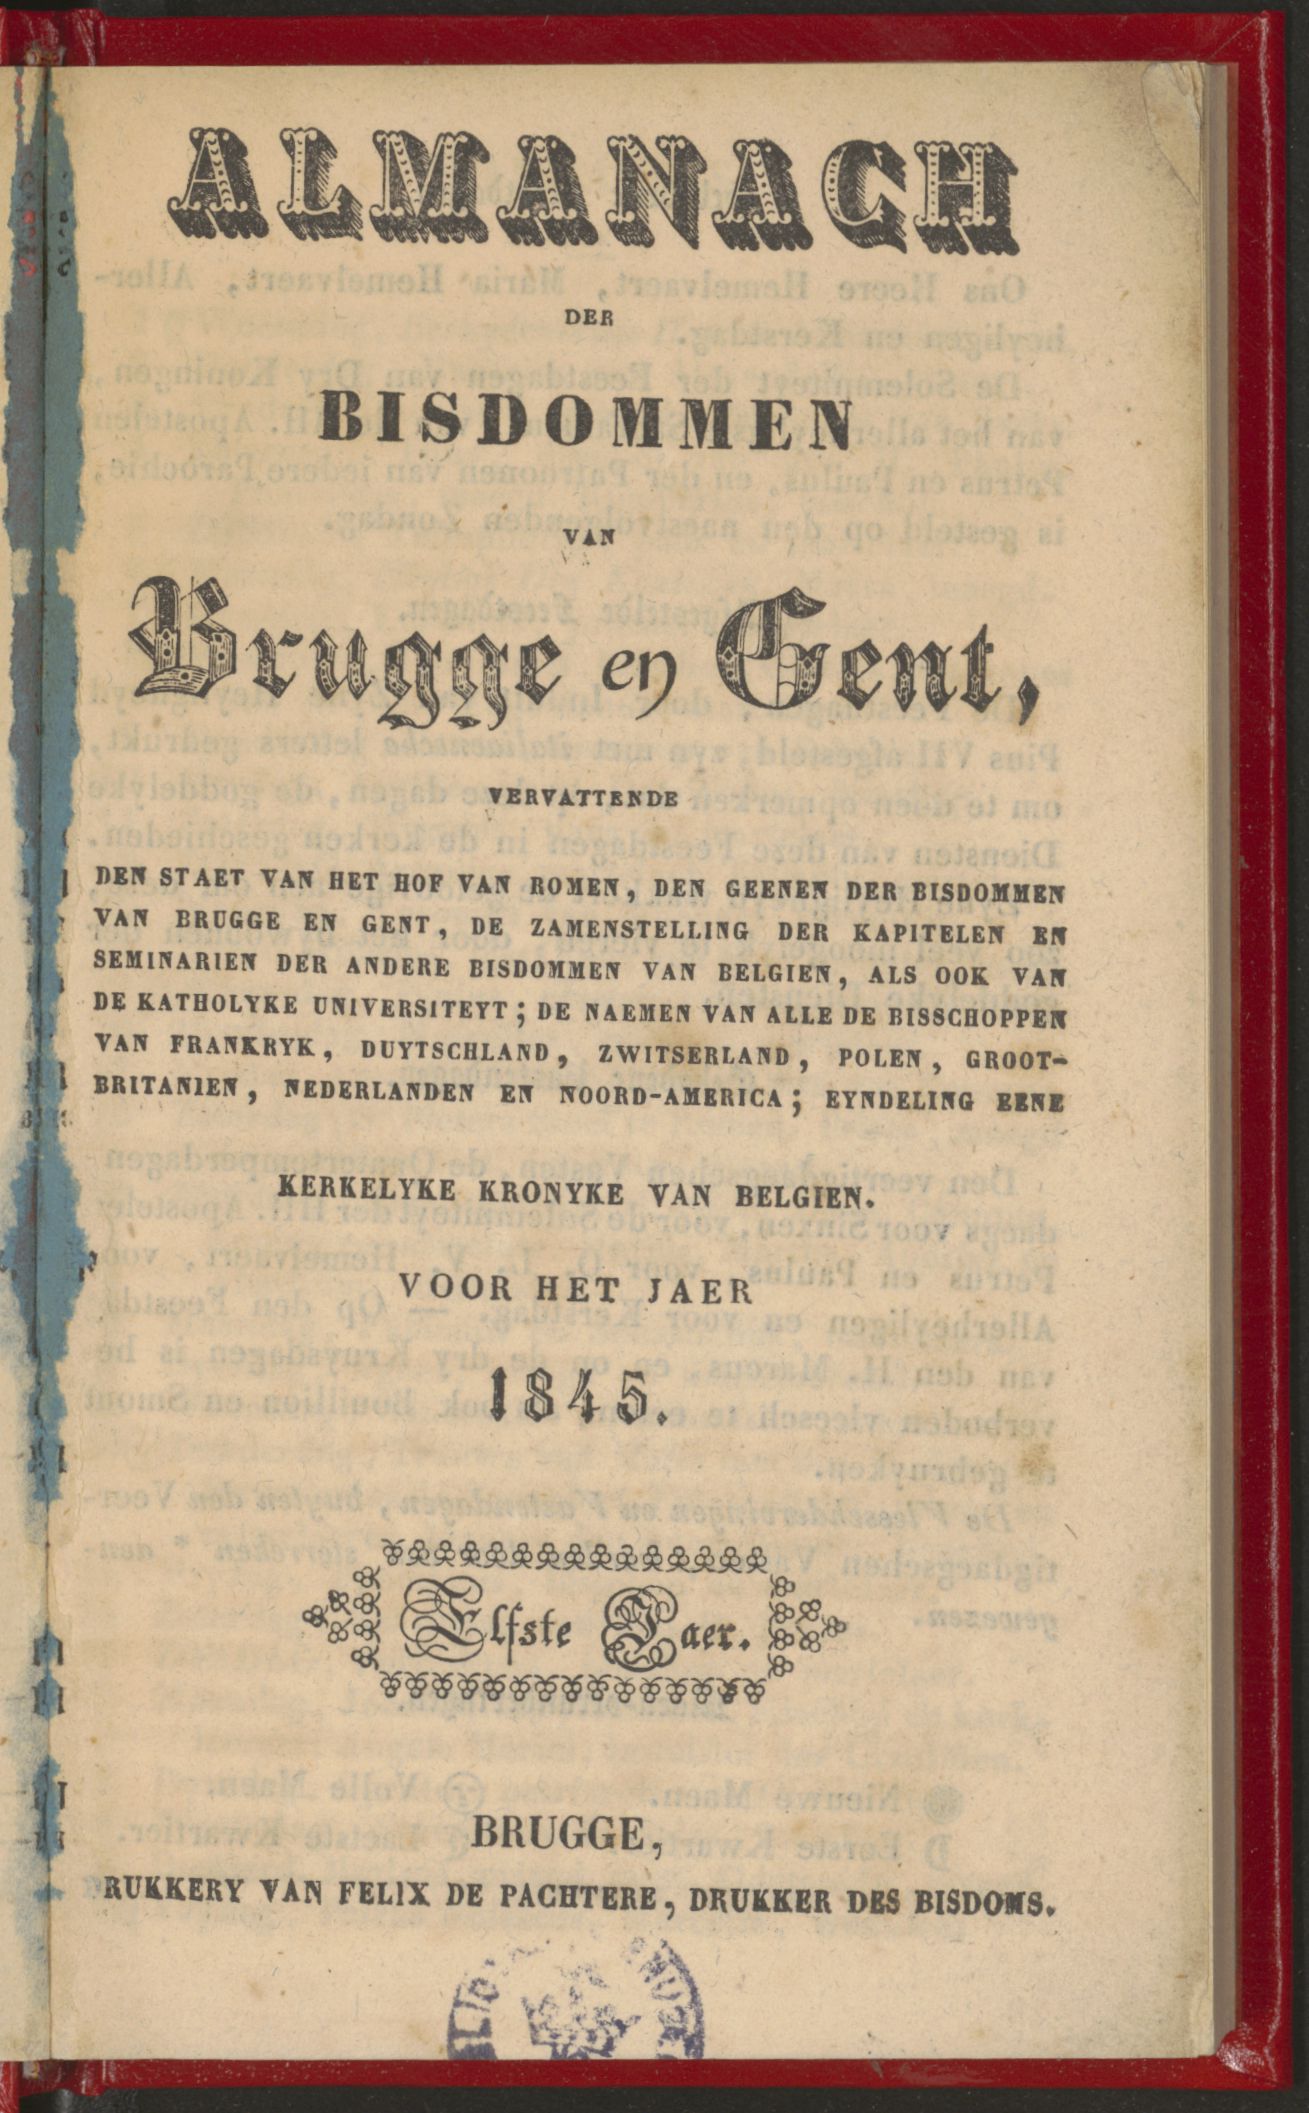 ALMANACH
DER
BISDOMMEN
VAN
Brugge en Gent,
VERVATTENDE
DEN STAET VAN HET HOF VAN ROMEN, DEN GEENEN DER BISDOMMEN
VAN BRUGGE EN GENT, DE ZAMENSTELLING DER KAPITELEN EN
SEMINARIEN DER ANDERE BISDOMMEN VAN BELGIEN, ALS OOK VAN
DE KATHOLYKE UNIVERSITEYT; DE NAEMEN VAN ALLE DE BISSCHOPPEN
VAN FRANKRYK, DUYTSCHLAND, ZWITSERLAND, POLEN, GROOT-
BRITANIEN, NEDERLANDEN EN NOORD-AMERICA; EYNDELING EENE
KERKELYKE KRONYKE VAN BELGIEN.
VOOR HET JAER
1845.
Elfste Jaer.
BRUGGE,
DRUKKERY VAN FELIX DE PACHTERE, DRUKKER DES BISDOMS.